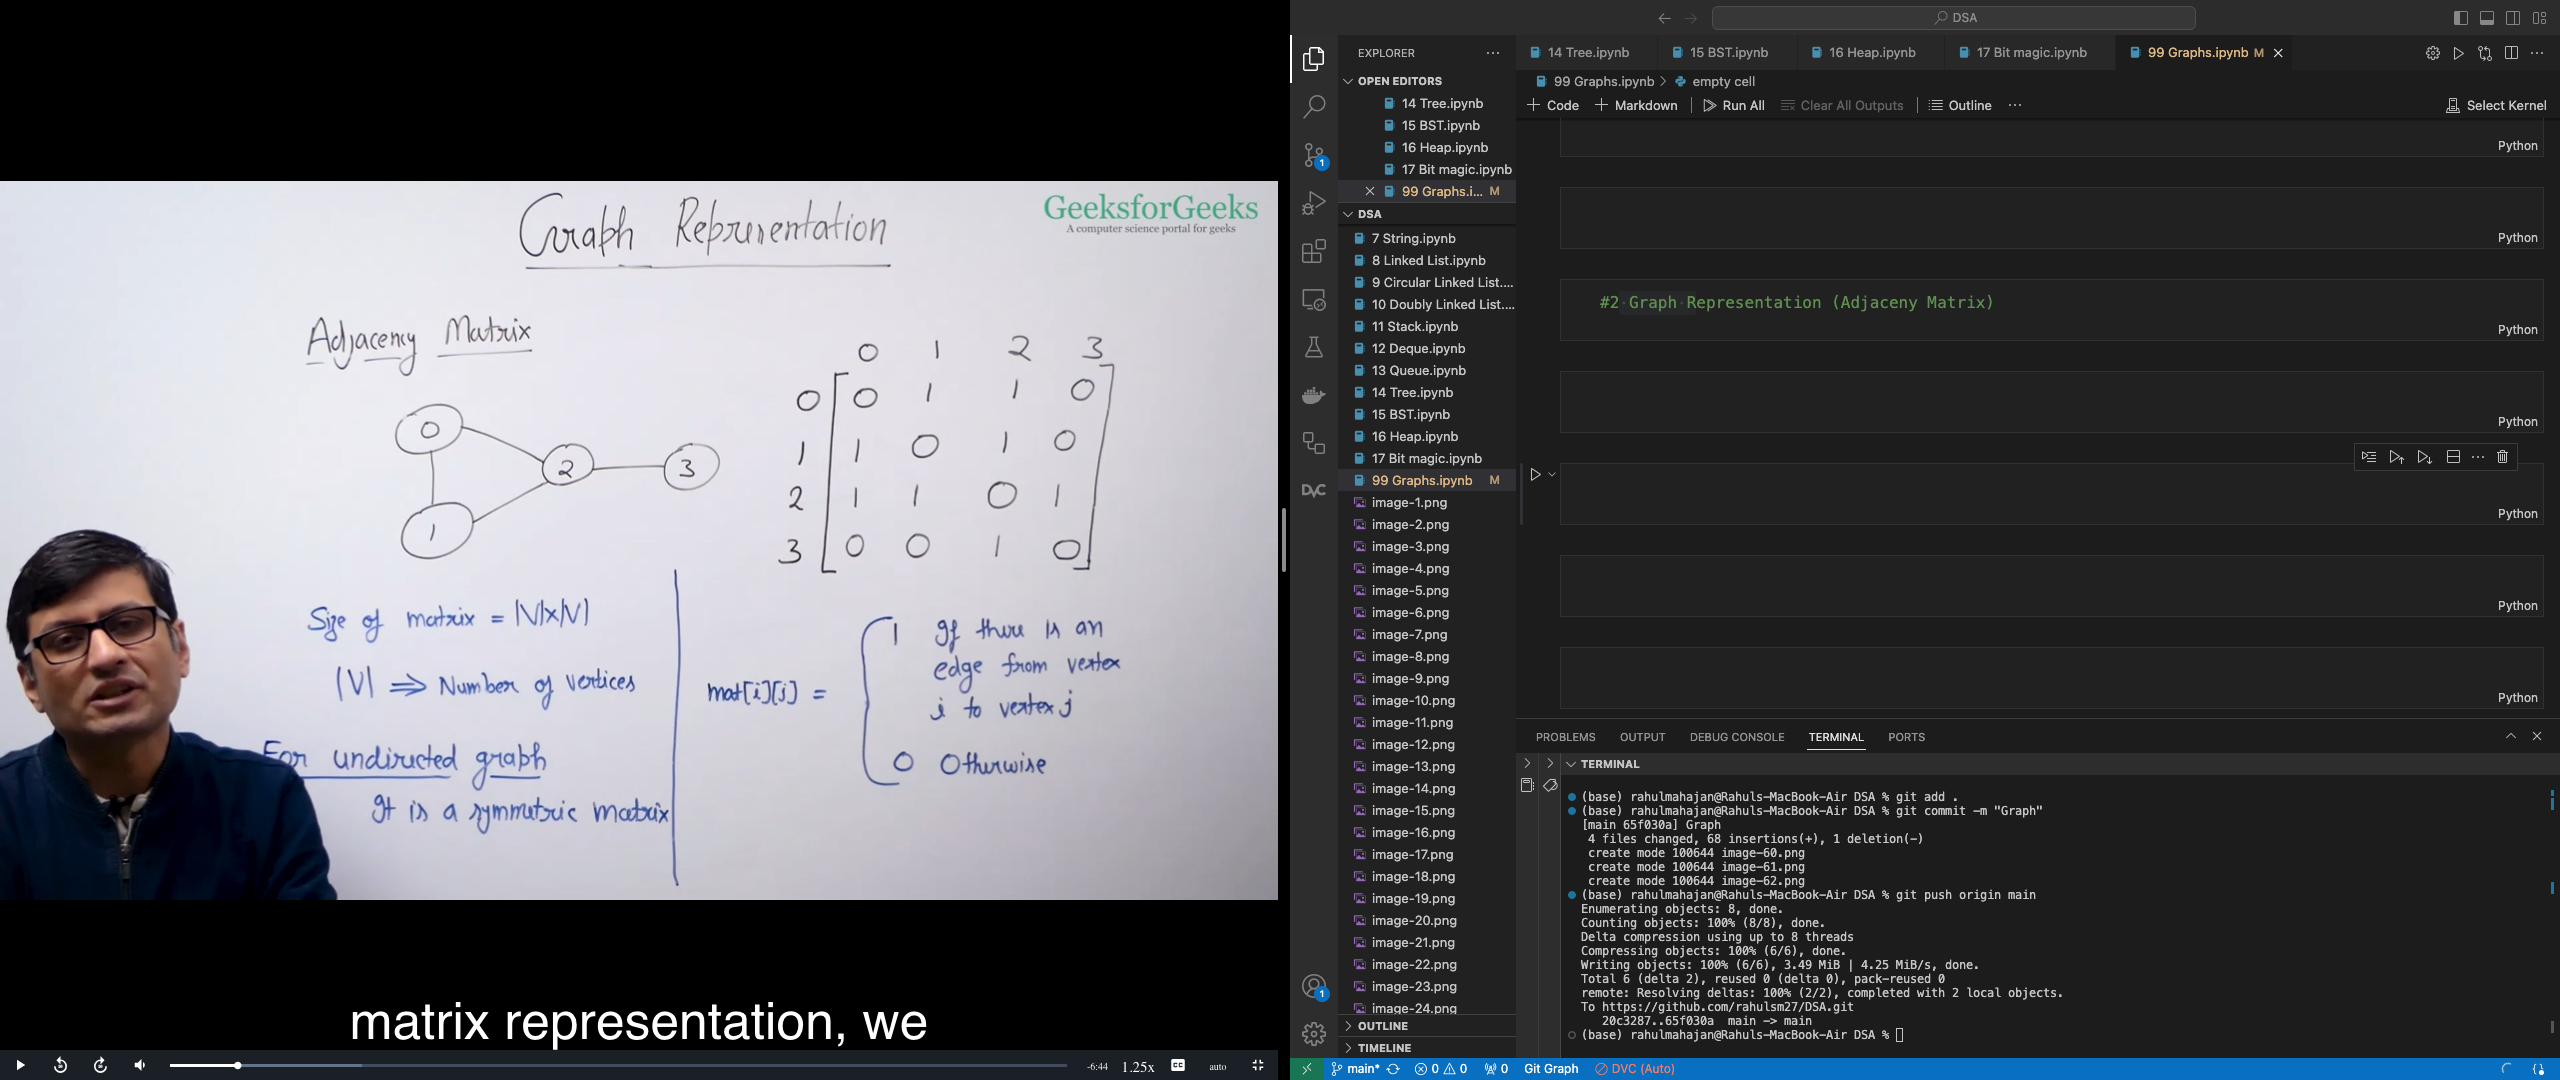 Graph Representation
GeeksforGeeks
A computer science portal for geeks
Adjacency Matrix
0 1 2 3
0 0 1 1 0
1 1 0 1 0
2 1 1 0 1
3 0 0 1 0
0
1
2
3
Size of matrix = |V|x|V|
|V| ⇒ Number of vertices
For undirected graph
It is a symmetric matrix
mat[i][j] =
1 If there is an
edge from vertex
i to vertex j
0 Otherwise
matrix representation, we
-6:44 1.25x CC auto
DSA
EXPLORER
OPEN EDITORS
14 Tree.ipynb
15 BST.ipynb
16 Heap.ipynb
17 Bit magic.ipynb
99 Graphs.i... M
DSA
7 String.ipynb
8 Linked List.ipynb
9 Circular Linked List....
10 Doubly Linked List....
11 Stack.ipynb
12 Deque.ipynb
13 Queue.ipynb
14 Tree.ipynb
15 BST.ipynb
16 Heap.ipynb
17 Bit magic.ipynb
99 Graphs.ipynb M
image-1.png
image-2.png
image-3.png
image-4.png
image-5.png
image-6.png
image-7.png
image-8.png
image-9.png
image-10.png
image-11.png
image-12.png
image-13.png
image-14.png
image-15.png
image-16.png
image-17.png
image-18.png
image-19.png
image-20.png
image-21.png
image-22.png
image-23.png
image-24.png
OUTLINE
TIMELINE
1
1
DVC
14 Tree.ipynb 15 BST.ipynb 16 Heap.ipynb 17 Bit magic.ipynb 99 Graphs.ipynb M
99 Graphs.ipynb > empty cell
+ Code + Markdown Run All Clear All Outputs Outline ... Select Kernel
Python
Python
#2 Graph Representation (Adjaceny Matrix)
Python
Python
Python
Python
Python
PROBLEMS OUTPUT DEBUG CONSOLE TERMINAL PORTS
TERMINAL
(base) rahulmahajan@Rahuls-MacBook-Air DSA % git add .
(base) rahulmahajan@Rahuls-MacBook-Air DSA % git commit -m "Graph"
[main 65f030a] Graph
4 files changed, 68 insertions(+), 1 deletion(-)
create mode 100644 image-60.png
create mode 100644 image-61.png
create mode 100644 image-62.png
(base) rahulmahajan@Rahuls-MacBook-Air DSA % git push origin main
Enumerating objects: 8, done.
Counting objects: 100% (8/8), done.
Delta compression using up to 8 threads
Compressing objects: 100% (6/6), done.
Writing objects: 100% (6/6), 3.49 MiB | 4.25 MiB/s, done.
Total 6 (delta 2), reused 0 (delta 0), pack-reused 0
remote: Resolving deltas: 100% (2/2), completed with 2 local objects.
To https://github.com/rahulsm27/DSA.git
20c3287..65f030a main -> main
(base) rahulmahajan@Rahuls-MacBook-Air DSA %
main* 0 0 0 Git Graph DVC (Auto)